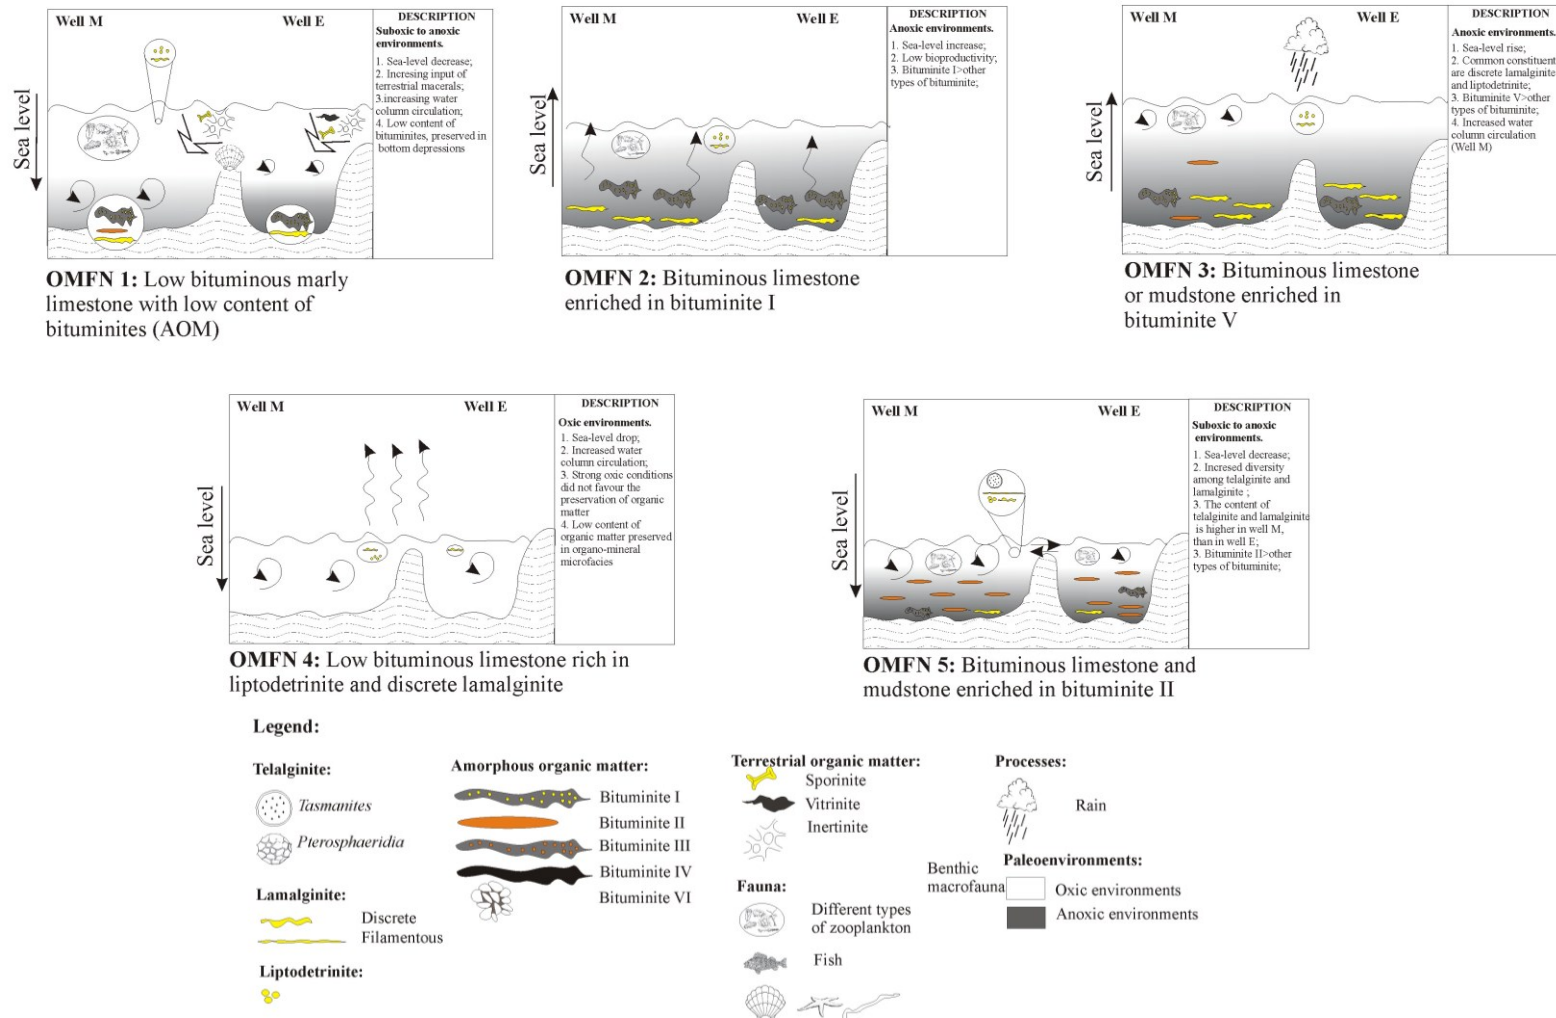 Well M
Well E
DESCRIPTION
Suboxic to anoxic
environments.
1. Sea-level decrease;
2. Incresing input of
terrestrial macerals;
3.increasing water
column circulation;
4. Low content of
bituminites, preserved in
bottom depressions
Sea level
OMFN 1: Low bituminous marly
limestone with low content of
bituminites (AOM)
Well M
Well E
DESCRIPTION
Anoxic environments.
1. Sea-level increase;
2. Low bioproductivity;
3. Bituminite I>other
types of bituminite;
Sea level
OMFN 2: Bituminous limestone
enriched in bituminite I
Well M
Well E
DESCRIPTION
Anoxic environments.
1. Sea-level rise;
2. Common constituent
are discrete lamalginite
and liptodetrinite;
3. Bituminite V>other
types of bituminite;
4. Increased water
column circulation
(Well M)
Sea level
OMFN 3: Bituminous limestone
or mudstone enriched in
bituminite V
Well M
Well E
DESCRIPTION
Oxic environments.
1. Sea-level drop;
2. Increased water
column circulation;
3. Strong oxic conditions
did not favour the
preservation of organic
matter
4. Low content of
organic matter preserved
in organo-mineral
microfacies
Sea level
OMFN 4: Low bituminous limestone rich in
liptodetrinite and discrete lamalginite
Well M
Well E
DESCRIPTION
Suboxic to anoxic
environments.
1. Sea-level decrease;
2. Incresed diversity
among telalginite and
lamalginite ;
3. The content of
telalginite and lamalginite
is higher in well M,
than in well E;
3. Bituminite II>other
types of bituminite;
Sea level
OMFN 5: Bituminous limestone and
mudstone enriched in bituminite II
Legend:
Telalginite:
Tasmanites
Pterosphaeridia
Lamalginite:
Discrete
Filamentous
Liptodetrinite:
Amorphous organic matter:
Bituminite I
Bituminite II
Bituminite III
Bituminite IV
Bituminite VI
Terrestrial organic matter:
Sporinite
Vitrinite
Inertinite
Fauna:
Different types
of zooplankton
Fish
Benthic
macrofauna
Processes:
Rain
Paleoenvironments:
Oxic environments
Anoxic environments